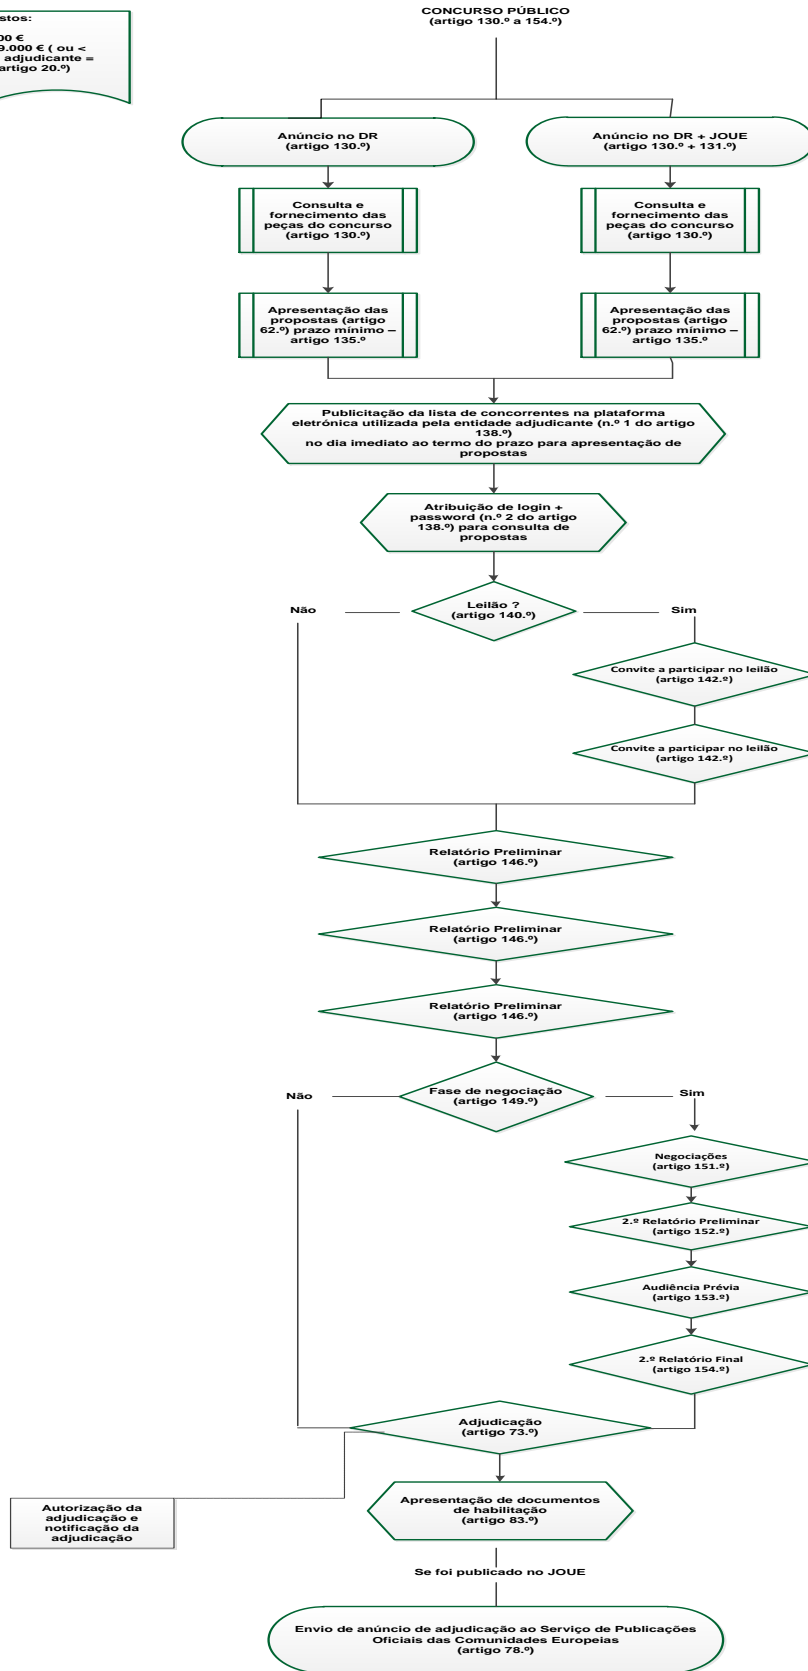 CONCURSO PÚBLICO
(artigo 130.º a 154.º)
stos:
00 €
9.000 € ( ou <
adjudicante =
artigo 20.º)
Anúncio no DR
(artigo 130.º)
Anúncio no DR + JOUE
(artigo 130.º + 131.º)
Consulta e
fornecimento das
peças do concurso
(artigo 130.º)
Consulta e
fornecimento das
peças do concurso
(artigo 130.º)
Apresentação das
propostas (artigo
62.º) prazo mínimo –
artigo 135.º
Apresentação das
propostas (artigo
62.º) prazo mínimo –
artigo 135.º
Publicitação da lista de concorrentes na plataforma
eletrónica utilizada pela entidade adjudicante (n.º 1 do artigo
138.º)
no dia imediato ao termo do prazo para apresentação de
propostas
Atribuição de login +
password (n.º 2 do artigo
138.º) para consulta de
propostas
Leilão ?
(artigo 140.º)
Não
Sim
Convite a participar no leilão
(artigo 142.º)
Convite a participar no leilão
(artigo 142.º)
Relatório Preliminar
(artigo 146.º)
Relatório Preliminar
(artigo 146.º)
Relatório Preliminar
(artigo 146.º)
Fase de negociação
(artigo 149.º)
Não
Sim
Negociações
(artigo 151.º)
2.º Relatório Preliminar
(artigo 152.º)
Audiência Prévia
(artigo 153.º)
2.º Relatório Final
(artigo 154.º)
Adjudicação
(artigo 73.º)
Autorização da
adjudicação e
notificação da
adjudicação
Apresentação de documentos
de habilitação
(artigo 83.º)
Se foi publicado no JOUE
Envio de anúncio de adjudicação ao Serviço de Publicações
Oficiais das Comunidades Europeias
(artigo 78.º)